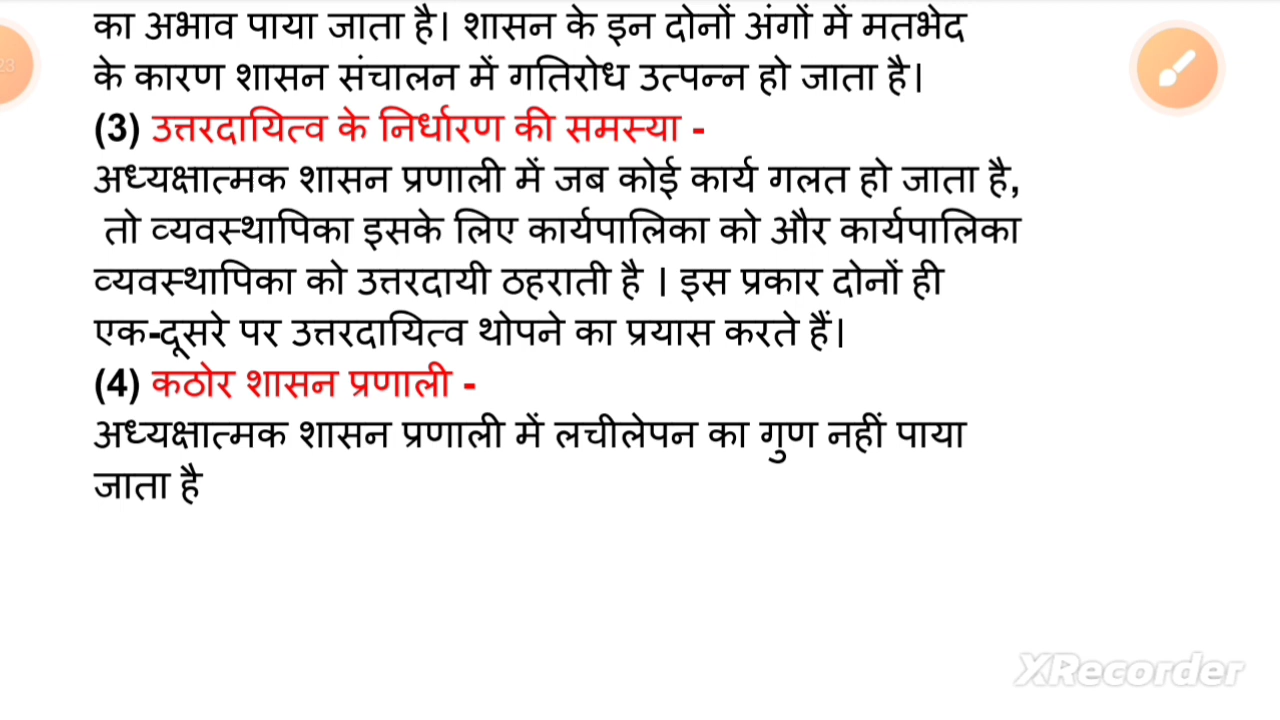 का अभाव पाया जाता है। शासन के इन दोनों अंगों में मतभेद
के कारण शासन संचालन में गतिरोध उत्पन्न हो जाता है।
(3) उत्तरदायित्व के निर्धारण की समस्या -
अध्यक्षात्मक शासन प्रणाली में जब कोई कार्य गलत हो जाता है,
तो व्यवस्थापिका इसके लिए कार्यपालिका को और कार्यपालिका
व्यवस्थापिका को उत्तरदायी ठहराती है । इस प्रकार दोनों ही
एक-दूसरे पर उत्तरदायित्व थोपने का प्रयास करते हैं।
(4) कठोर शासन प्रणाली -
अध्यक्षात्मक शासन प्रणाली में लचीलेपन का गुण नहीं पाया
जाता है
XRecorder